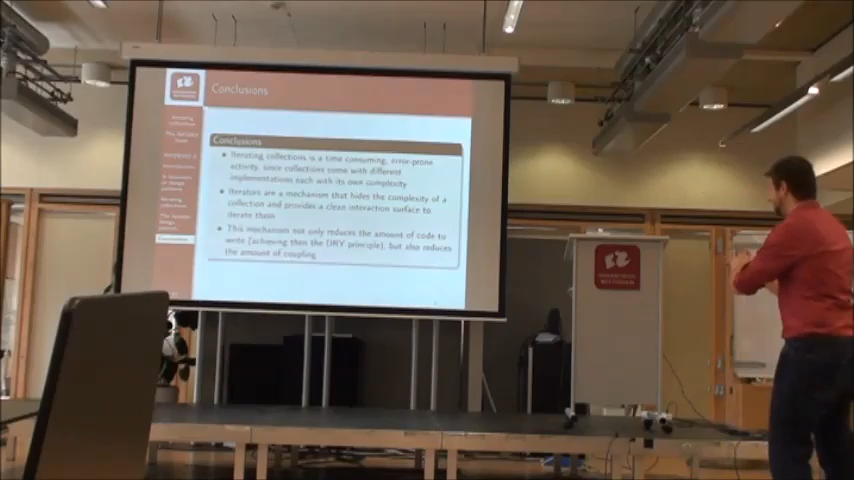 Conclusions
Conclusions
Iterating collections is a time consuming, error-prone
activity, since collections come with different
implementations each with its own complexity
Iterators are a mechanism that hides the complexity of a
collection and provides a clean interaction surface to
iterate them
This mechanism not only reduces the amount of code to
write (achieving then the DRY principle), but also reduces
the amount of coupling
Conclusions